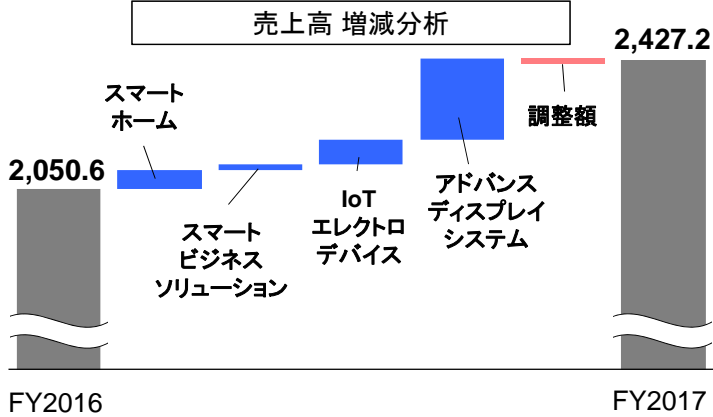 売上高 増減分析
2,427.2
スマート
ホーム
調整額
2,050.6
IoT
エレクトロ
デバイス
アドバンス
ディスプレイ
システム
スマート
ビジネス
ソリューション
FY2016
FY2017